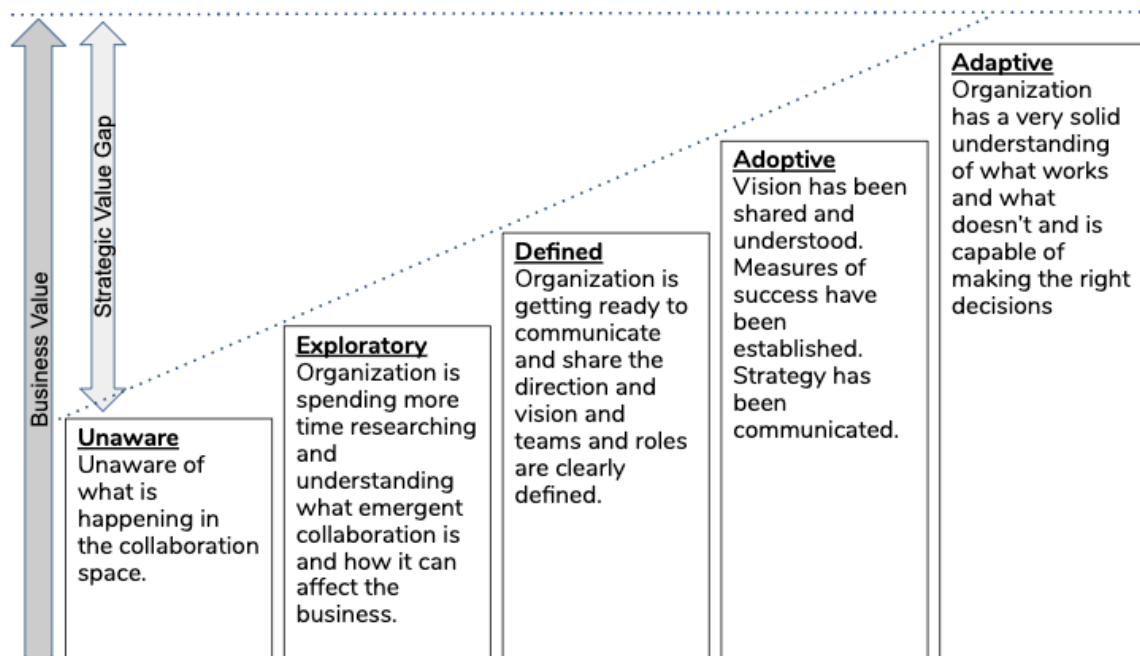 Business Value
Strategic Value Gap
Unaware
Unaware of
what is
happening in
the collaboration
space.
Exploratory
Organization is
spending more
time researching
and
understanding
what emergent
collaboration is
and how it can
affect the
business.
Defined
Organization is
getting ready to
communicate
and share the
direction and
vision and
teams and roles
are clearly
defined.
Adoptive
Vision has been
shared and
understood.
Measures of
success have
been
established.
Strategy has
been
communicated.
Adaptive
Organization
has a very solid
understanding
of what works
and what
doesn't and is
capable of
making the right
decisions